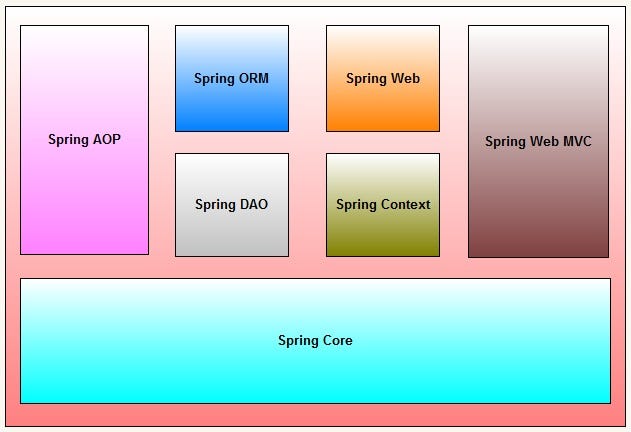 Spring ORM
Spring Web
Spring AOP
Spring Web MVC
Spring DAO
Spring Context
Spring Core